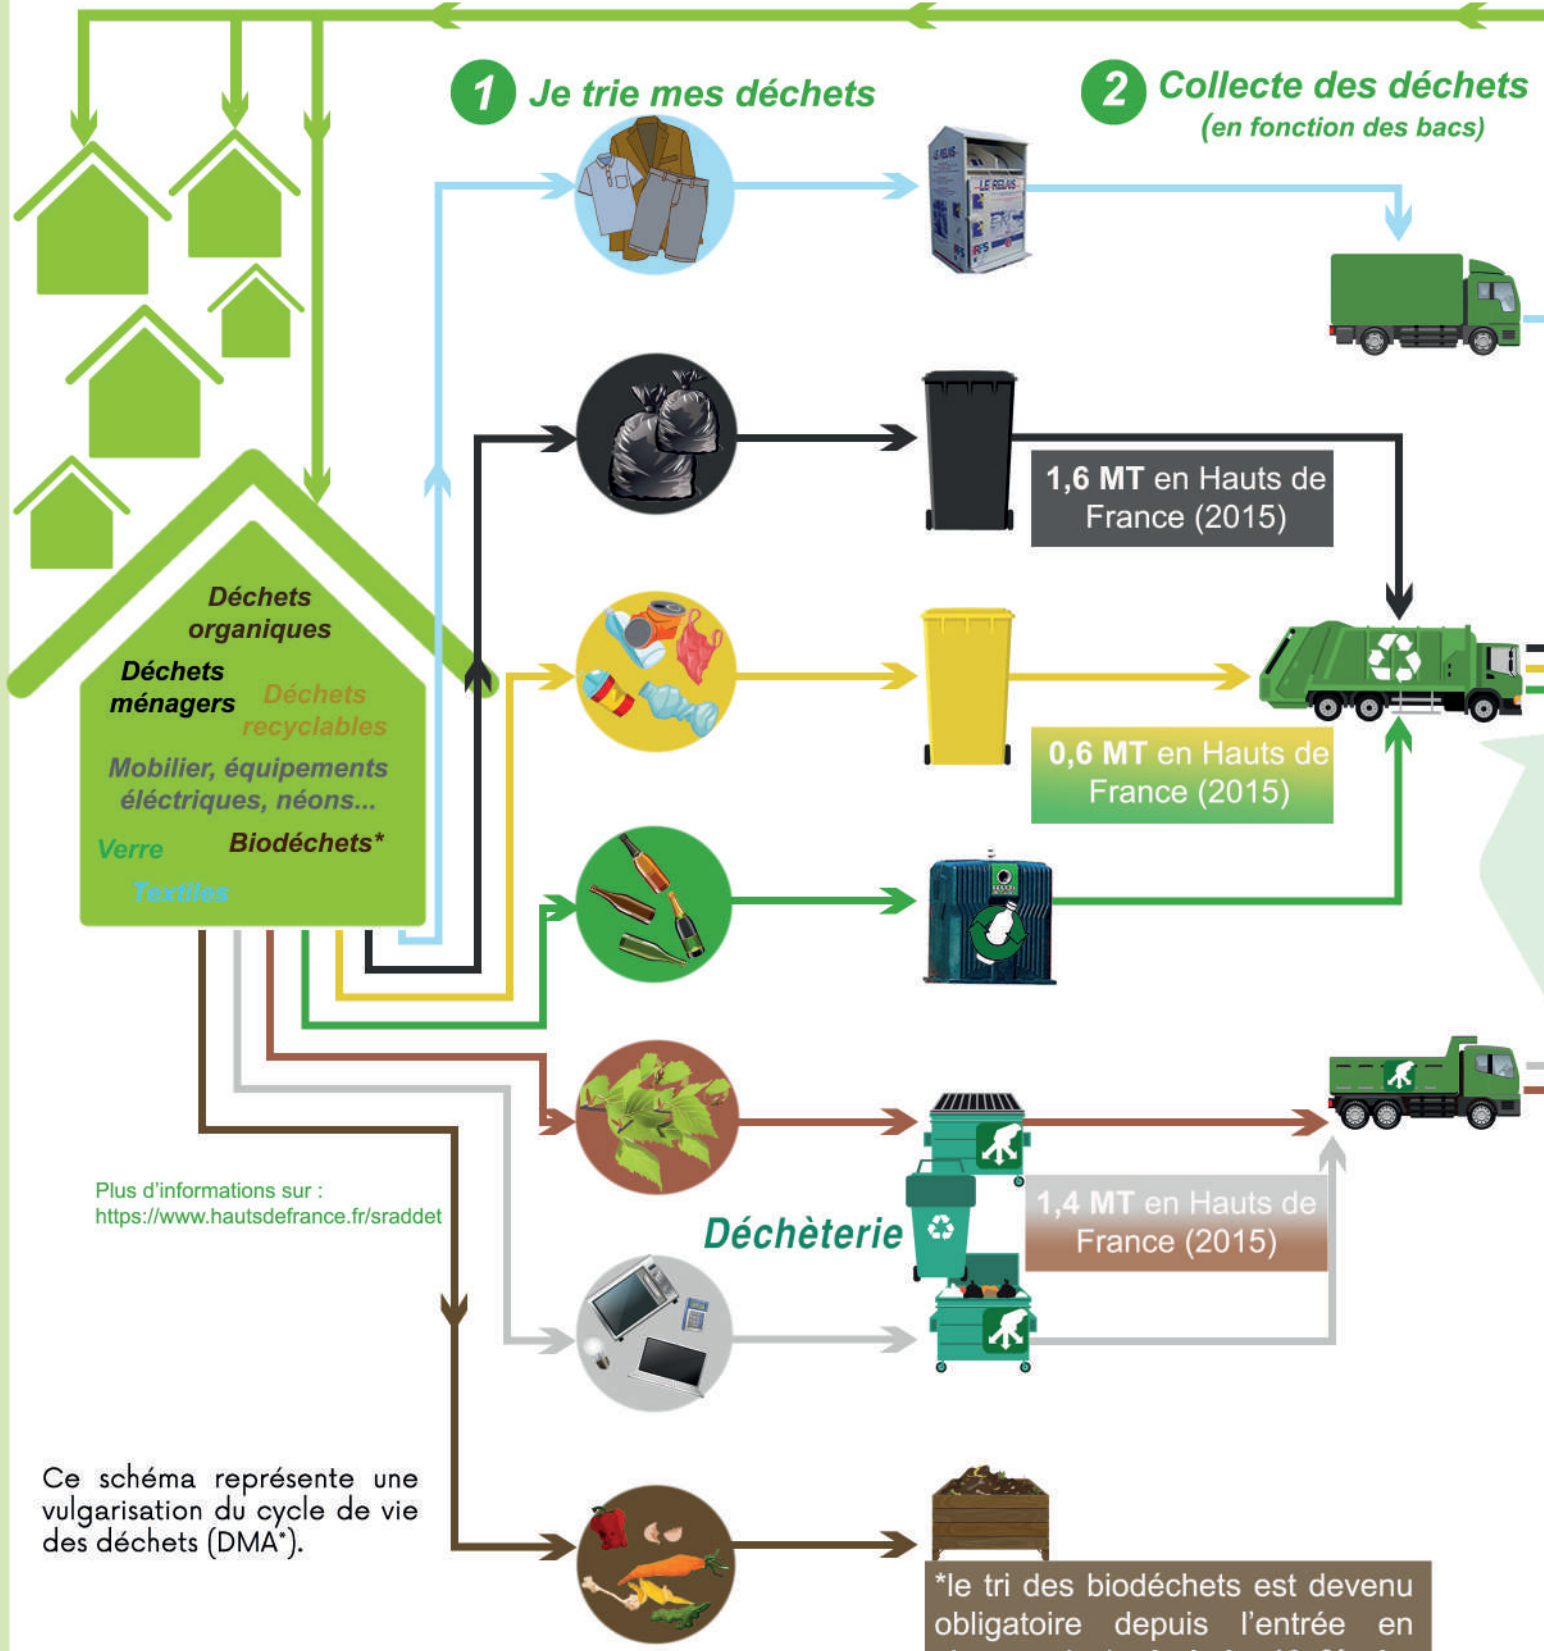 1 Je trie mes déchets
2 Collecte des déchets
(en fonction des bacs)
LE RELAIS
LE RELAIS
1,6 MT en Hauts de
France (2015)
Déchets
organiques
Déchets
ménagers
Déchets
recyclables
Mobilier, équipements
éléctriques, néons...
Verre
Biodéchets*
Textiles
0,6 MT en Hauts de
France (2015)
Plus d'informations sur :
https://www.hautsdefrance.fr/sraddet
Déchèterie
1,4 MT en Hauts de
France (2015)
Ce schéma représente une
vulgarisation du cycle de vie
des déchets (DMA*).
*le tri des biodéchets est devenu
obligatoire depuis l'entrée en